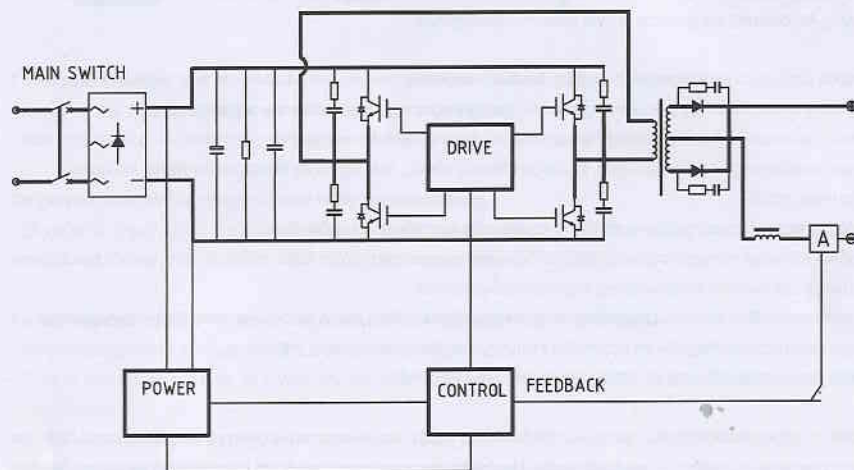 MAIN SWITCH
+
−
DRIVE
A
POWER
CONTROL
FEEDBACK